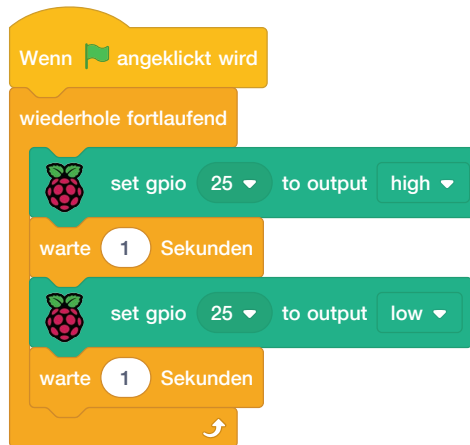 Wenn angeklickt wird
wiederhole fortlaufend
set gpio 25 to output high
warte 1 Sekunden
set gpio 25 to output low
warte 1 Sekunden